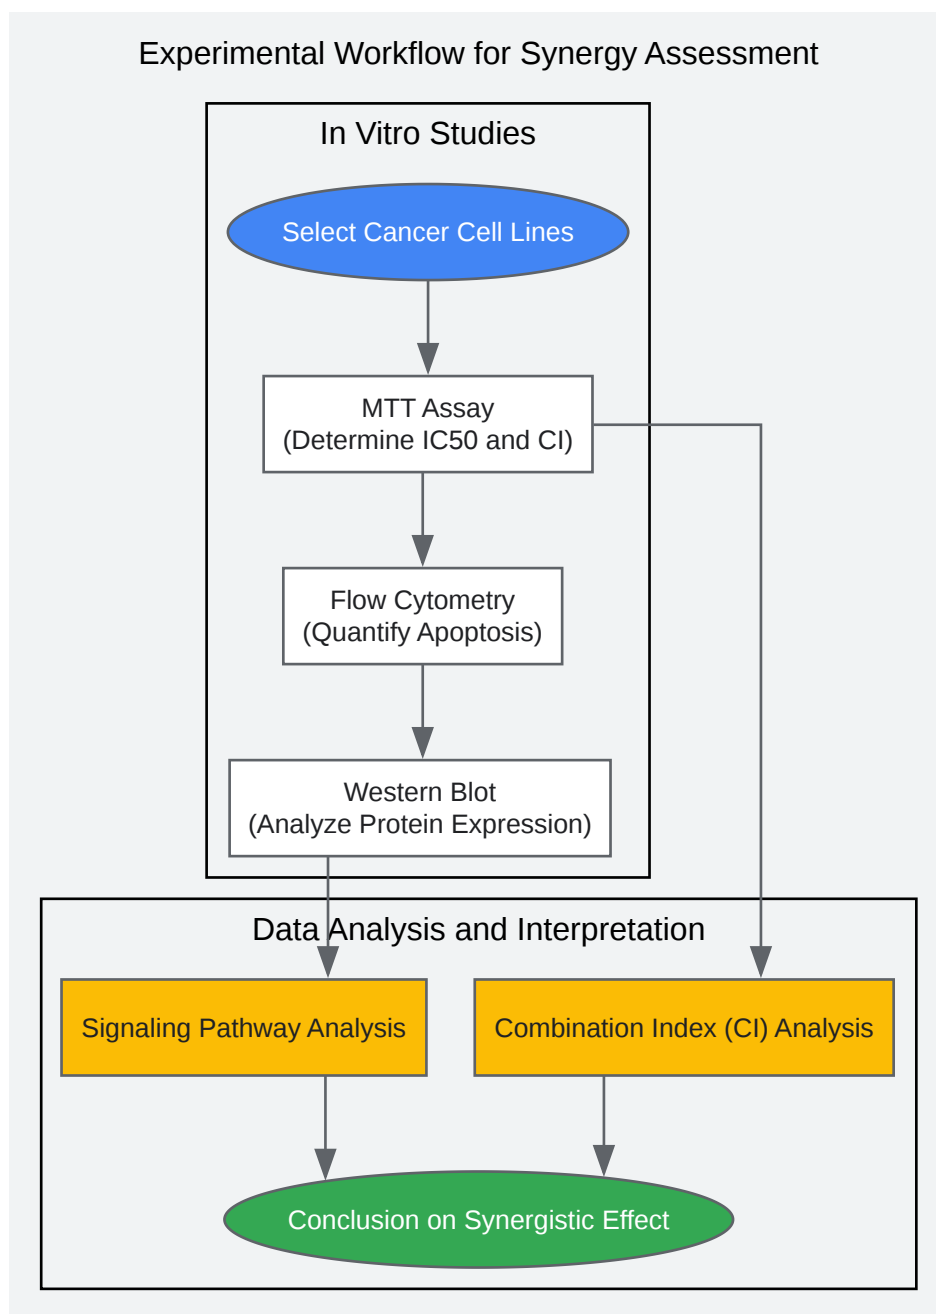 Experimental Workflow for Synergy Assessment
In Vitro Studies
Select Cancer Cell Lines
MTT Assay
(Determine IC50 and CI)
Flow Cytometry
(Quantify Apoptosis)
Western Blot
(Analyze Protein Expression)
Data Analysis and Interpretation
Signaling Pathway Analysis
Combination Index (CI) Analysis
Conclusion on Synergistic Effect